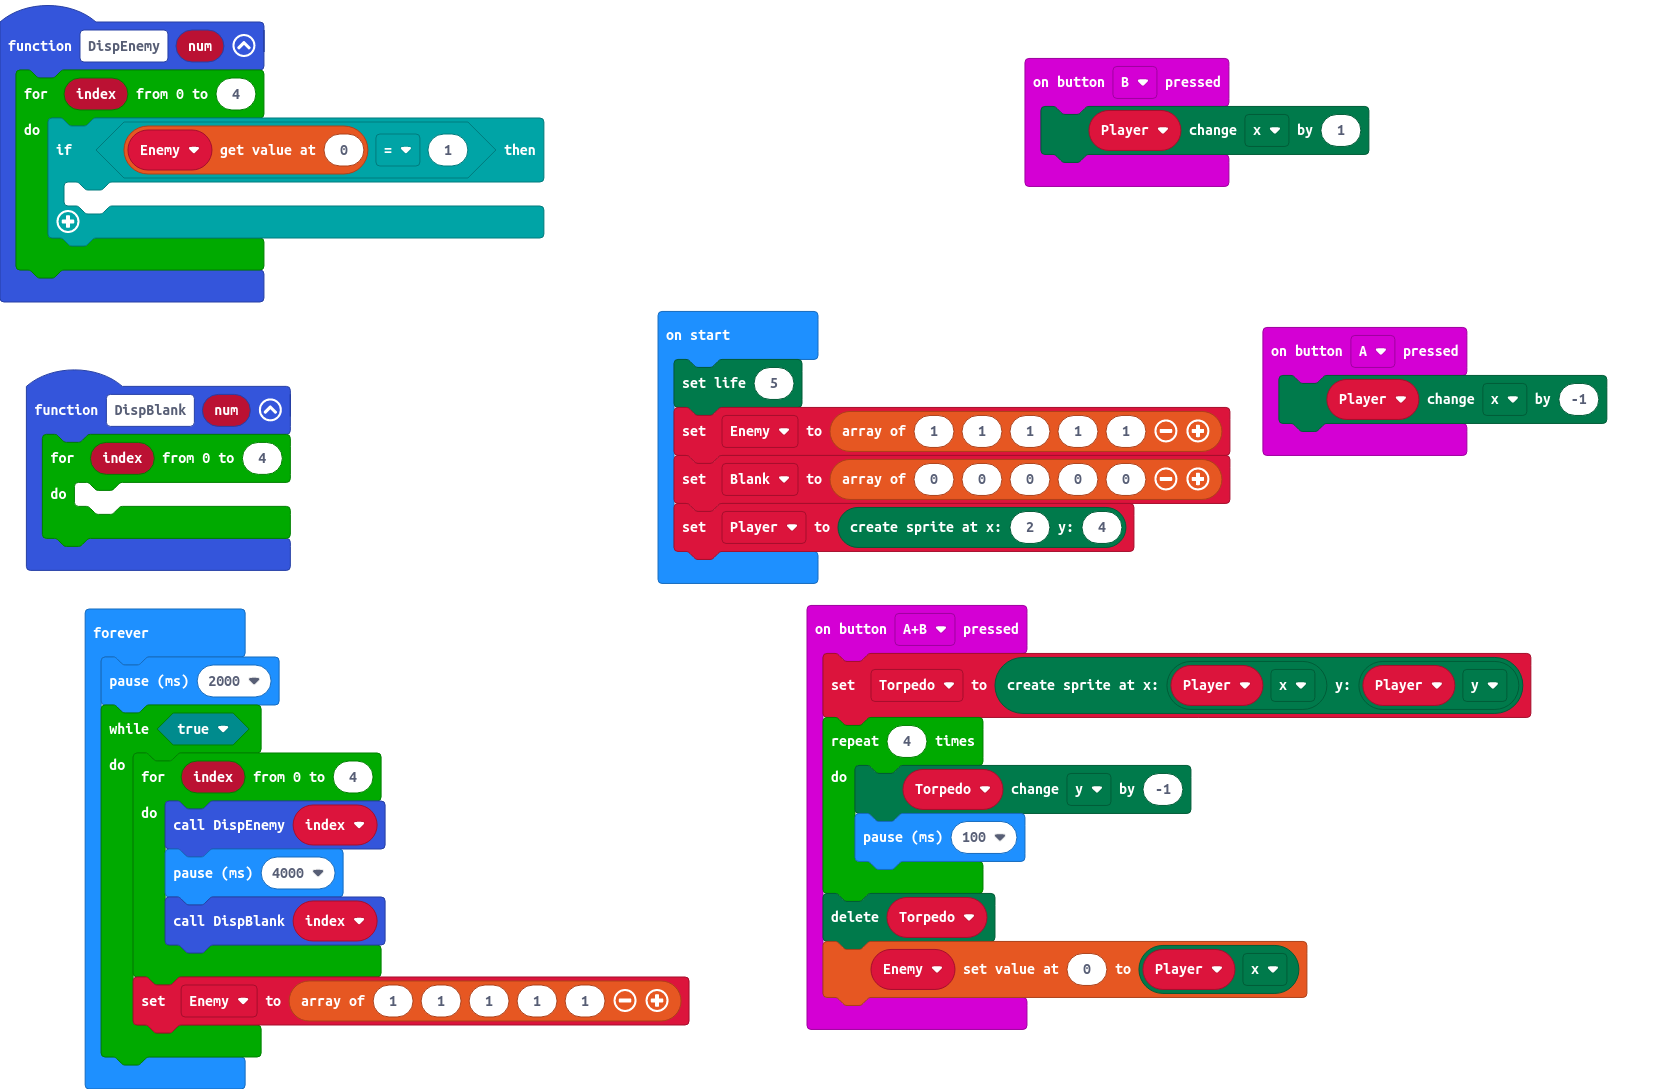 function DispEnemy num
for index from 0 to 4
do
if Enemy get value at 0 = 1 then
function DispBlank num
for index from 0 to 4
do
forever
pause (ms) 2000
while true
do
for index from 0 to 4
do
call DispEnemy index
pause (ms) 4000
call DispBlank index
set Enemy to array of 1 1 1 1 1
on button B pressed
Player change x by 1
on start
set life 5
set Enemy to array of 1 1 1 1 1
set Blank to array of 0 0 0 0 0
set Player to create sprite at x: 2 y: 4
on button A pressed
Player change x by -1
on button A+B pressed
set Torpedo to create sprite at x: Player x y: Player y
repeat 4 times
do
Torpedo change y by -1
pause (ms) 100
delete Torpedo
Enemy set value at 0 to Player x